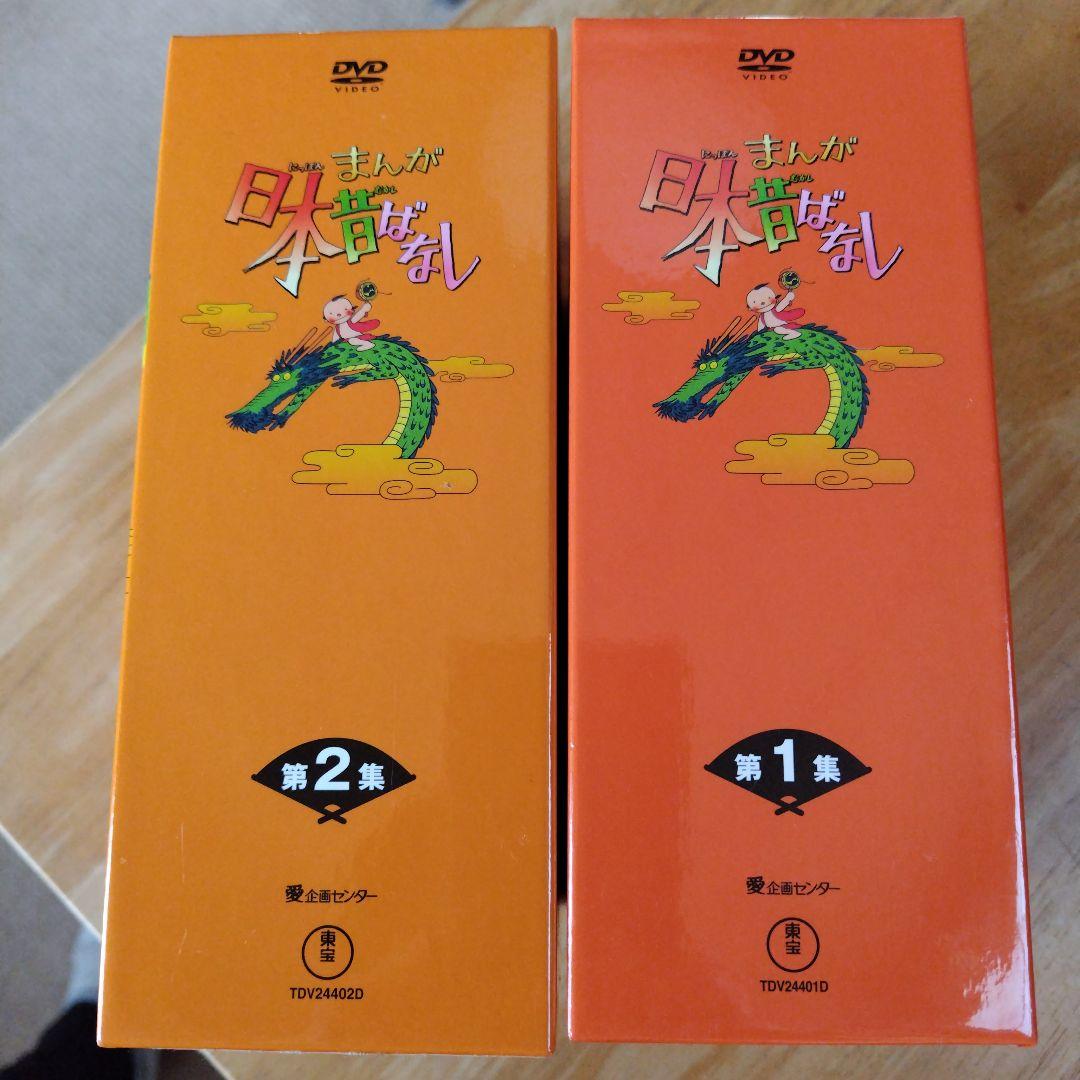 DVD
VIDEO
まんが
にっぽん むかし
日本昔ばなし
第2集
愛企画センター
東宝
TDV24402D
DVD
VIDEO
まんが
にっぽん むかし
日本昔ばなし
第1集
愛企画センター
東宝
TDV24401D